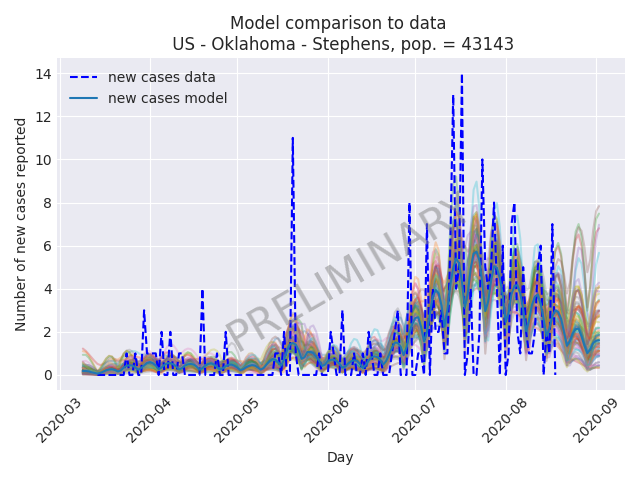 Model comparison to data
US - Oklahoma - Stephens, pop. = 43143
new cases data
new cases model
PRELIMINARY
Number of new cases reported
14
12
10
8
6
4
2
0
2020-03
2020-04
2020-05
2020-06
2020-07
2020-08
2020-09
Day